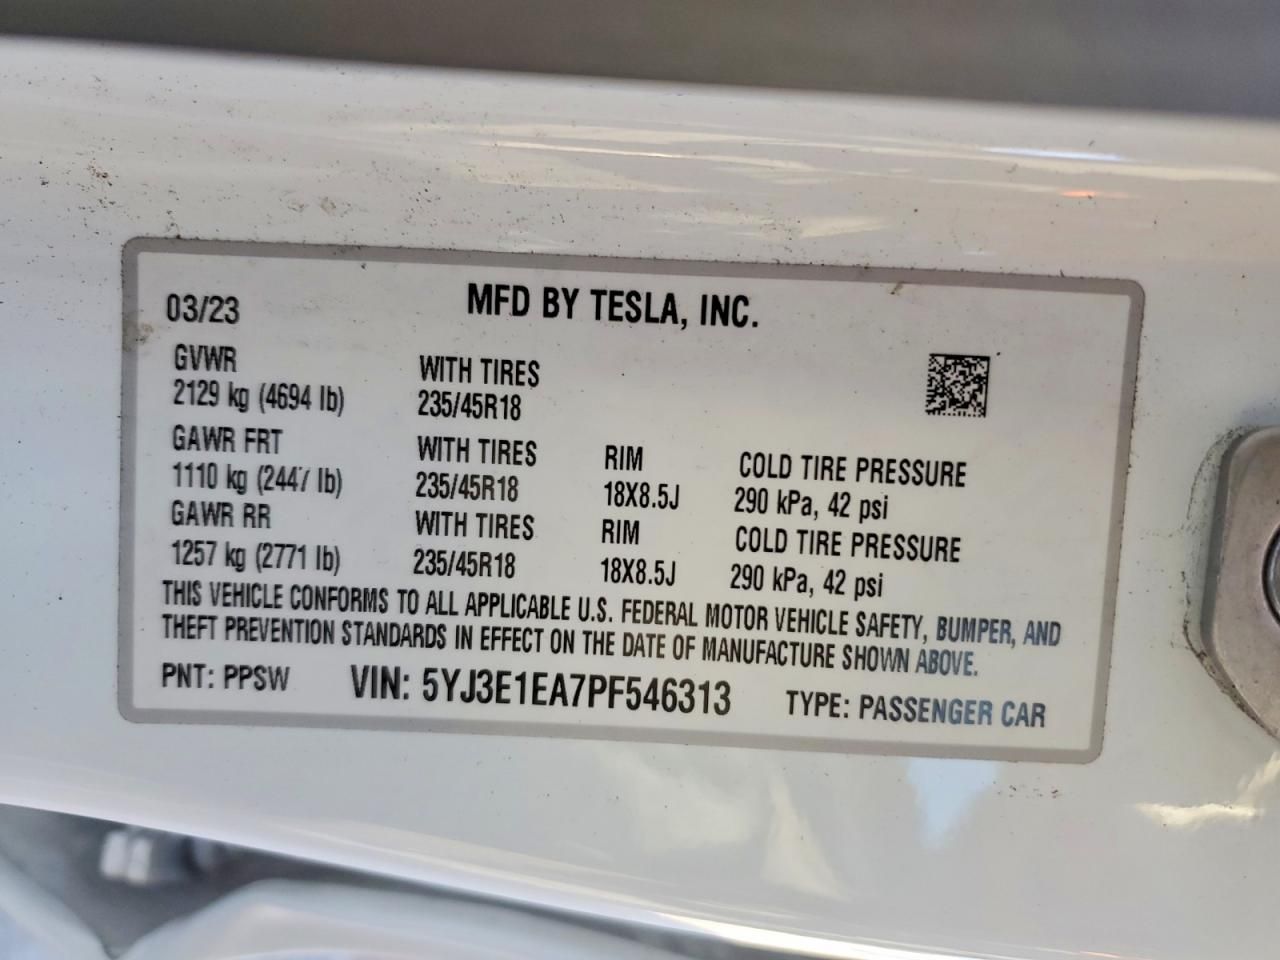 MFD BY TESLA, INC.
03/23
GVWR
2129 kg (4694 lb)
WITH TIRES
235/45R18
GAWR FRT
1110 kg (2447 lb)
WITH TIRES
235/45R18
RIM
18X8.5J
COLD TIRE PRESSURE
290 kPa, 42 psi
GAWR RR
1257 kg (2771 lb)
WITH TIRES
235/45R18
RIM
18X8.5J
COLD TIRE PRESSURE
290 kPa, 42 psi
THIS VEHICLE CONFORMS TO ALL APPLICABLE U.S. FEDERAL MOTOR VEHICLE SAFETY, BUMPER, AND
THEFT PREVENTION STANDARDS IN EFFECT ON THE DATE OF MANUFACTURE SHOWN ABOVE.
PNT: PPSW VIN: 5YJ3E1EA7PF546313 TYPE: PASSENGER CAR